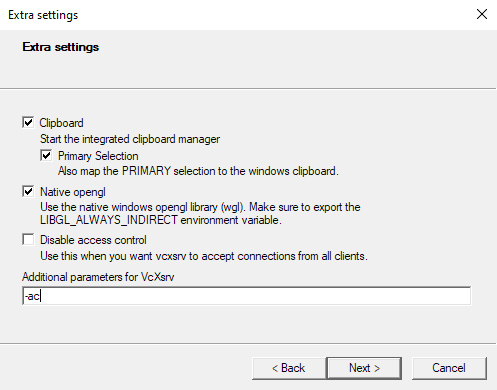 Extra settings
Extra settings
Clipboard
Start the integrated clipboard manager
Primary Selection
Also map the PRIMARY selection to the windows clipboard.
Native opengl
Use the native windows opengl library (wgl). Make sure to export the
LIBGL_ALWAYS_INDIRECT environment variable.
Disable access control
Use this when you want vcxsrv to accept connections from all clients.
Additional parameters for VcXsrv
-ac
< Back
Next >
Cancel